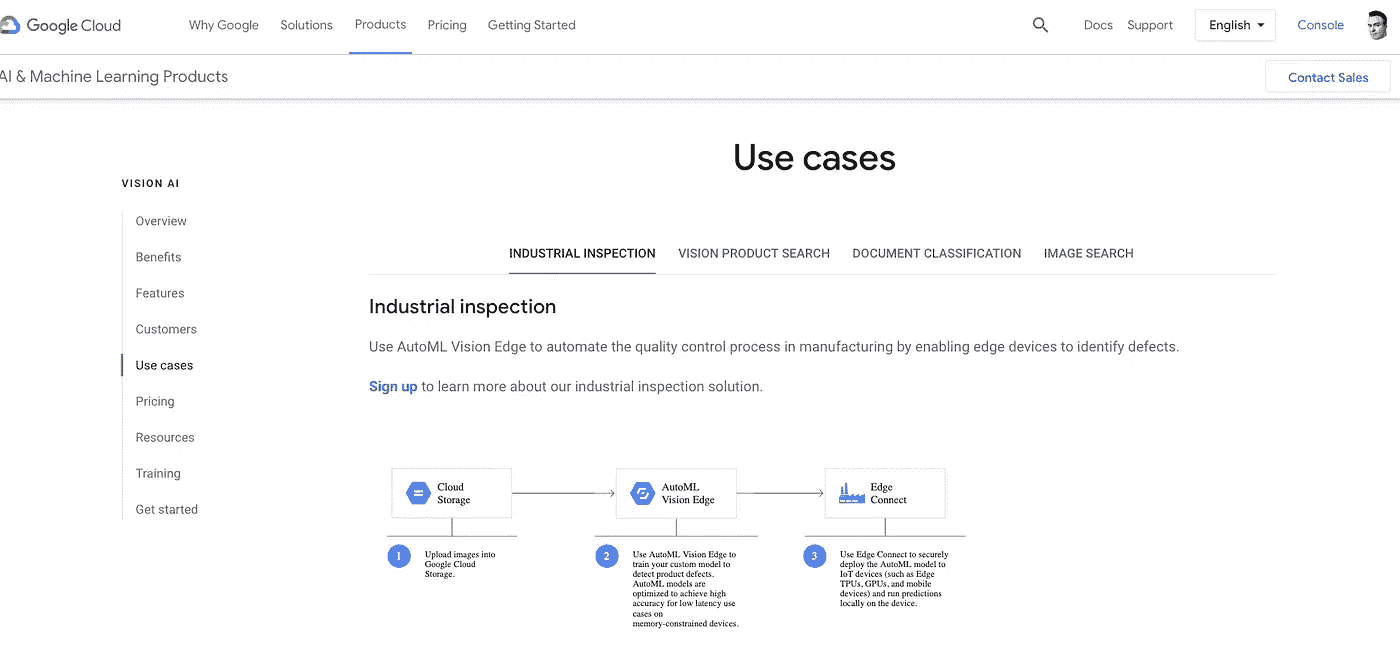 Google Cloud
Why Google
Solutions
Products
Pricing
Getting Started
Docs
Support
English
Console
AI & Machine Learning Products
Contact Sales
Use cases
VISION AI
Overview
Benefits
Features
Customers
Use cases
Pricing
Resources
Training
Get started
INDUSTRIAL INSPECTION
VISION PRODUCT SEARCH
DOCUMENT CLASSIFICATION
IMAGE SEARCH
Industrial inspection
Use AutoML Vision Edge to automate the quality control process in manufacturing by enabling edge devices to identify defects.
Sign up to learn more about our industrial inspection solution.
Cloud
Storage
AutoML
Vision Edge
Edge
Connect
1
Upload images into
Google Cloud
Storage.
2
Use AutoML Vision Edge to
train your custom model to
detect product defects.
AutoML models are
optimized to achieve high
accuracy for low latency use
cases on
memory-constrained devices.
3
Use Edge Connect to securely
deploy the AutoML model to
IoT devices (such as Edge
TPUs, GPUs, and mobile
devices) and run predictions
locally on the device.